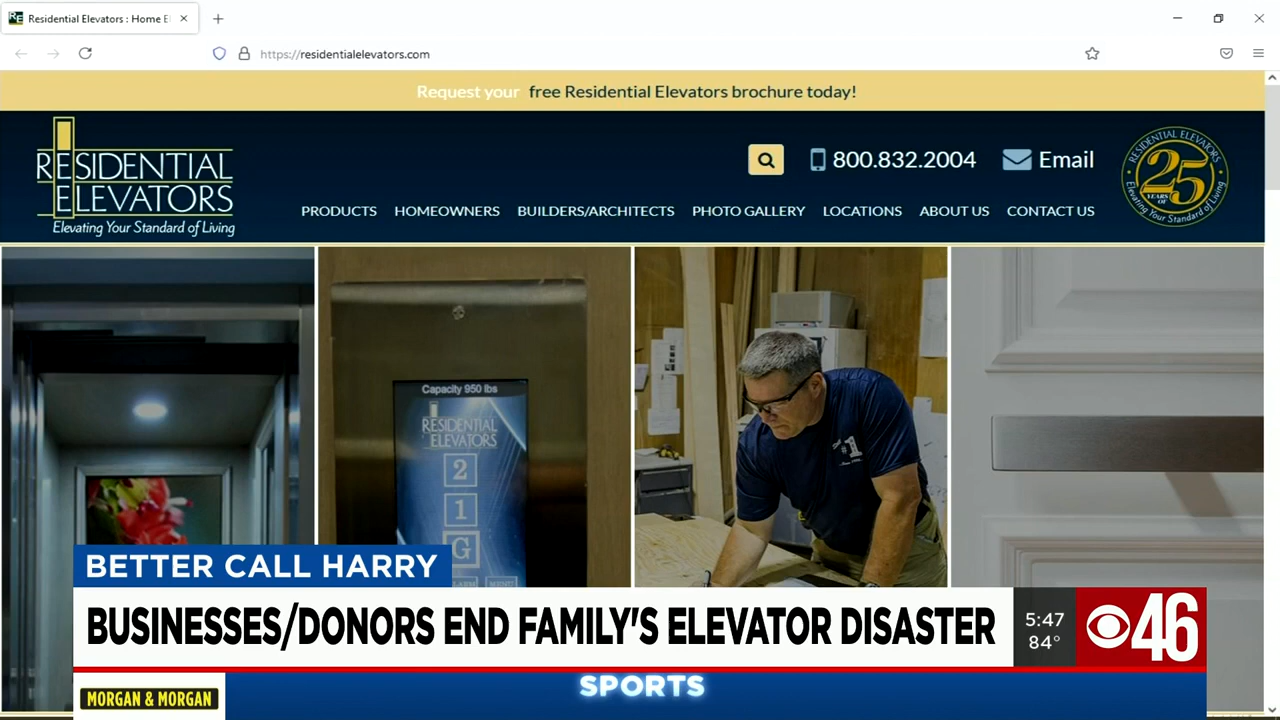 Residential Elevators : Home E
https://residentialelevators.com
Request your free Residential Elevators brochure today!
RESIDENTIAL
ELEVATORS
Elevating Your Standard of Living
800.832.2004
Email
RESIDENTIAL ELEVATORS
25
YEARS OF
Elevating Your Standard of Living
PRODUCTS
HOMEOWNERS
BUILDERS/ARCHITECTS
PHOTO GALLERY
LOCATIONS
ABOUT US
CONTACT US
Capacity 950 lbs
RESIDENTIAL
ELEVATORS
2
1
G
#1
BETTER CALL HARRY
BUSINESSES/DONORS END FAMILY'S ELEVATOR DISASTER
5:47
84°
46
MORGAN & MORGAN
SPORTS